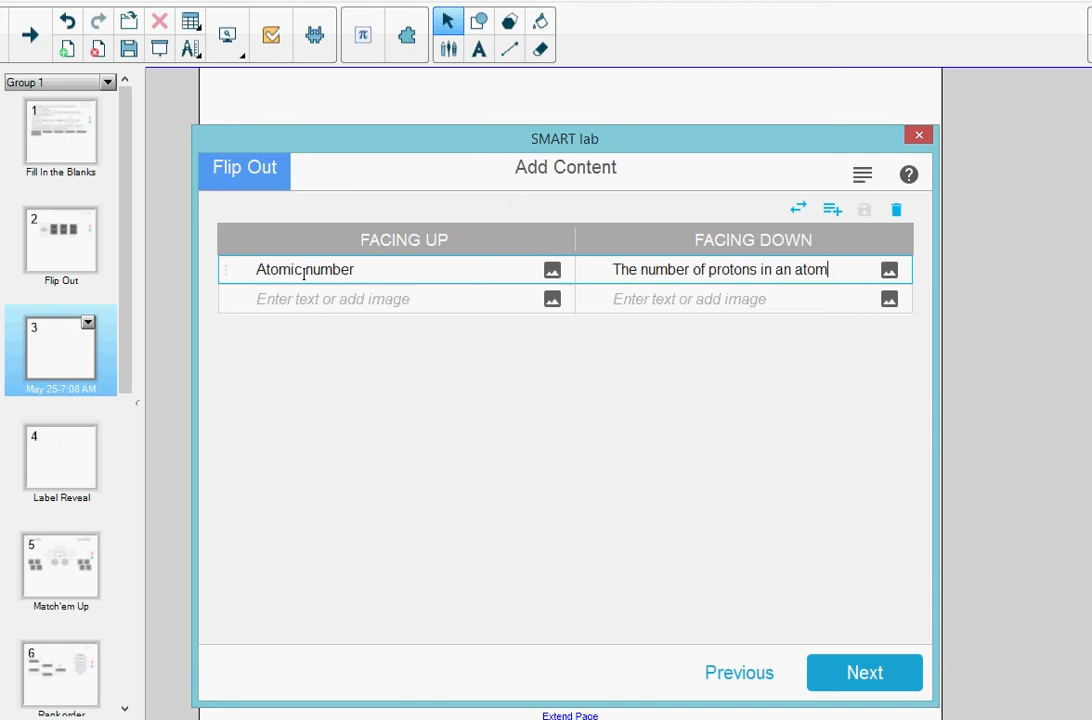 Group 1
1
Fill In the Blanks
2
Flip Out
3
May 25-7:08 AM
4
Label Reveal
5
Match'em Up
6
Rank order
SMART lab
Flip Out
Add Content
FACING UP
FACING DOWN
Atomic number
The number of protons in an atom
Enter text or add image
Enter text or add image
Previous
Next
Extend Page